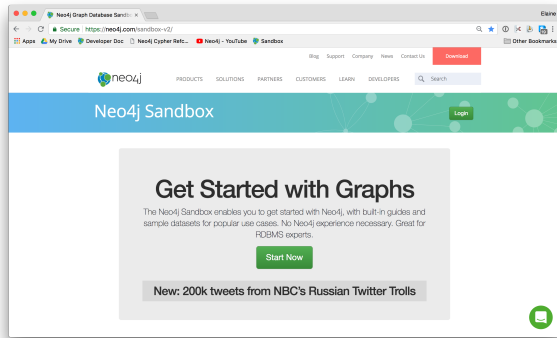 Neo4j Graph Database Sandbo
Elaine
Secure https://neo4j.com/sandbox-v2/
Apps My Drive Developer Doc Neo4j Cypher Refc... Neo4j - YouTube Sandbox Other Bookmarks
Blog Support Company News Contact Us Download
neo4j PRODUCTS SOLUTIONS PARTNERS CUSTOMERS LEARN DEVELOPERS Search
Neo4j Sandbox Login
Get Started with Graphs
The Neo4j Sandbox enables you to get started with Neo4j, with built-in guides and
sample datasets for popular use cases. No Neo4j experience necessary. Great for
RDBMS experts.
Start Now
New: 200k tweets from NBC's Russian Twitter Trolls